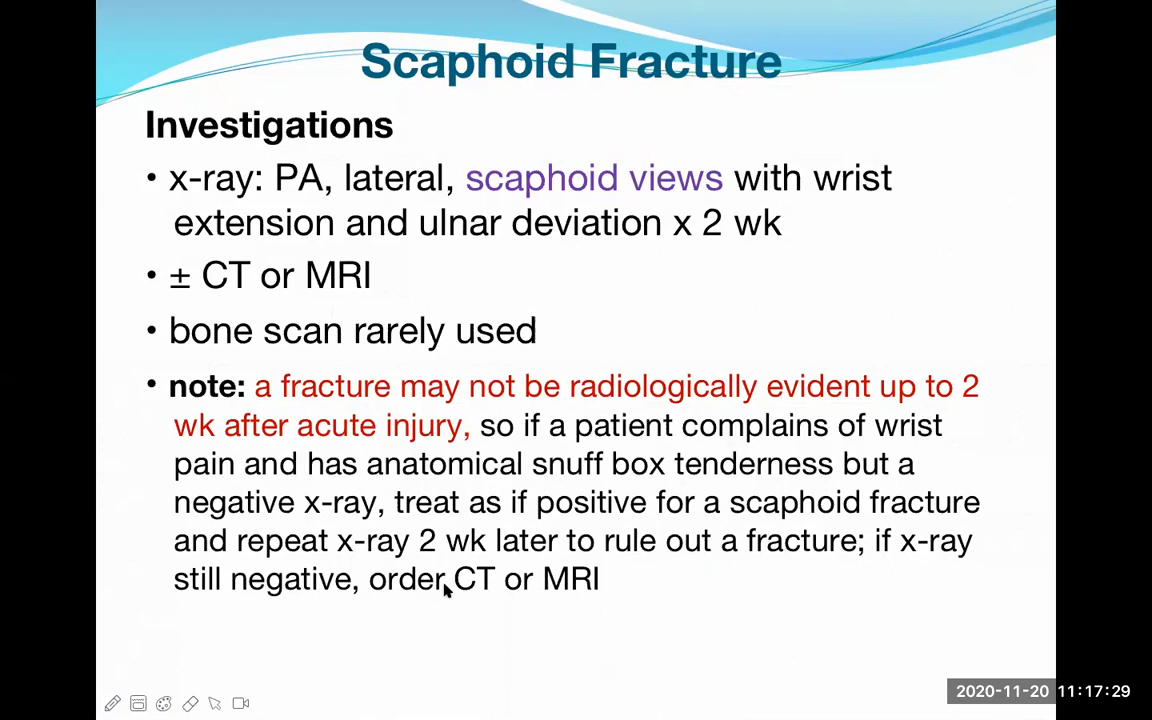 Scaphoid Fracture
Investigations
• x-ray: PA, lateral, scaphoid views with wrist
extension and ulnar deviation x 2 wk
• ± CT or MRI
• bone scan rarely used
• note: a fracture may not be radiologically evident up to 2
wk after acute injury, so if a patient complains of wrist
pain and has anatomical snuff box tenderness but a
negative x-ray, treat as if positive for a scaphoid fracture
and repeat x-ray 2 wk later to rule out a fracture; if x-ray
still negative, order CT or MRI
2020-11-20 11:17:29